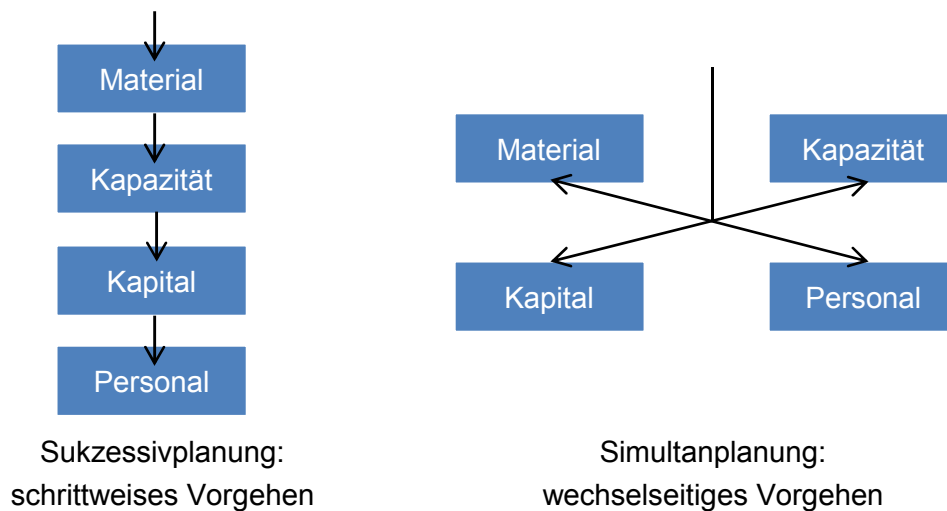 Material
Kapazität
Kapital
Personal
Sukzessivplanung:
schrittweises Vorgehen
Material
Kapazität
Kapital
Personal
Simultanplanung:
wechselseitiges Vorgehen